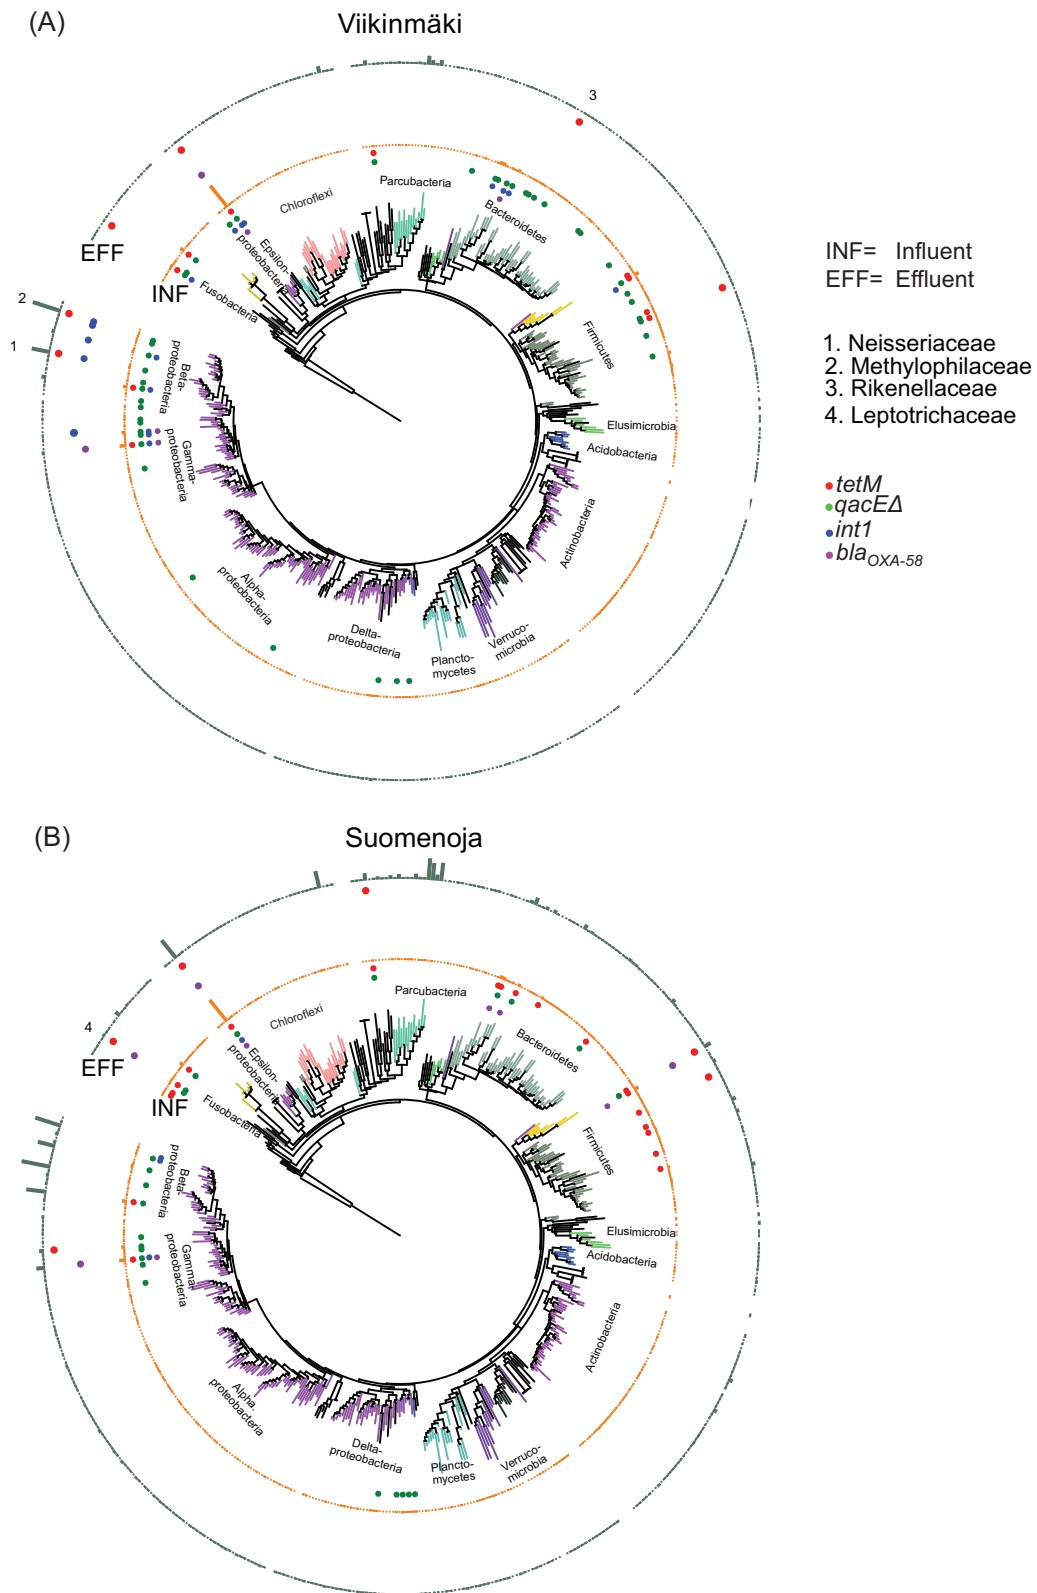 (A)
Viikinmäki
3
EFF
INF
2
1
Chloroflexi
Parcubacteria
Bacteroidetes
Epsilon-
proteobacteria
Fusobacteria
Firmicutes
Beta-
proteobacteria
Gamma-
proteobacteria
Elusimicrobia
Acidobacteria
Actinobacteria
Alpha-
proteobacteria
Delta-
proteobacteria
Plancto-
mycetes
Verruco-
microbia
INF= Influent
EFF= Effluent
1. Neisseriaceae
2. Methylophilaceae
3. Rikenellaceae
4. Leptotrichaceae
tetM
qacEΔ
int1
blaOXA-58
(B)
Suomenoja
4
EFF
INF
Chloroflexi
Parcubacteria
Bacteroidetes
Epsilon-
proteobacteria
Fusobacteria
Firmicutes
Beta-
proteobacteria
Gamma-
proteobacteria
Elusimicrobia
Acidobacteria
Actinobacteria
Alpha.
proteobacteria
Delta-
proteobacteria
Plancto-
mycetes
Verruco-
microbia